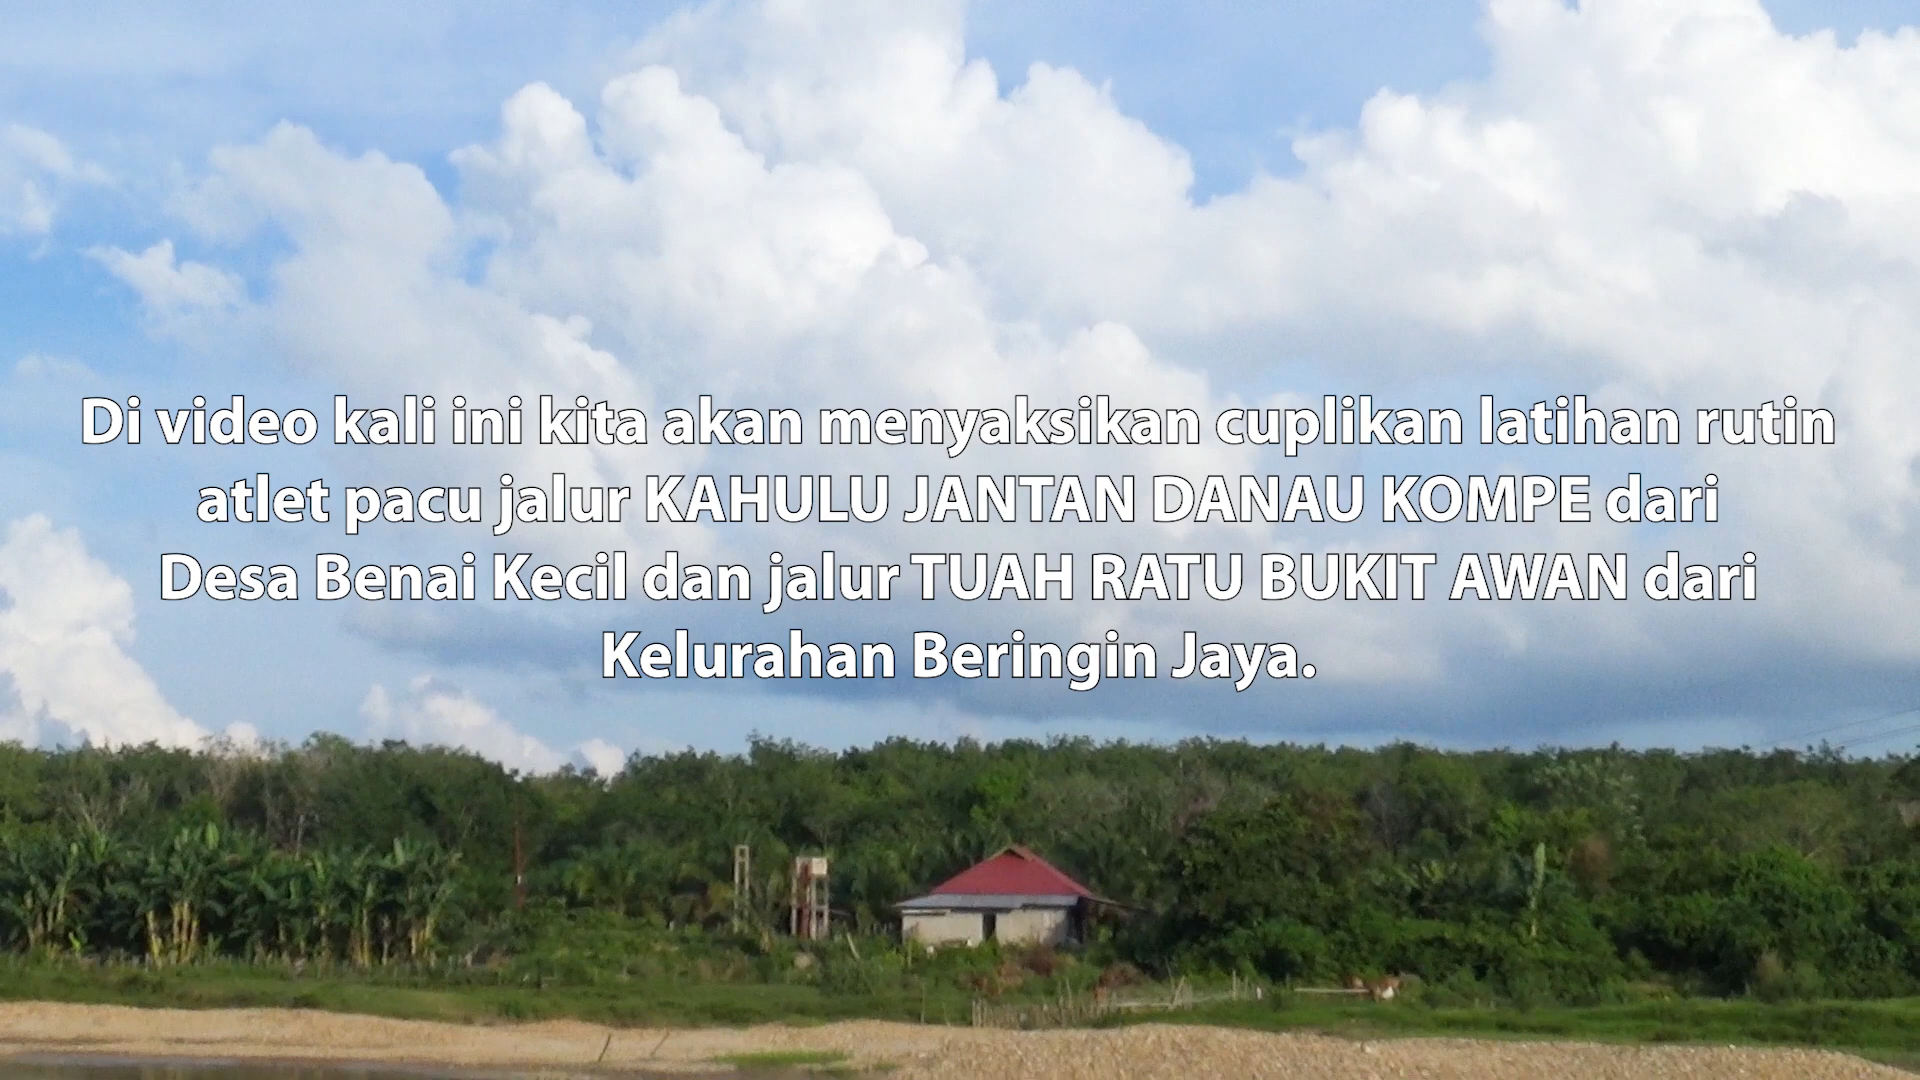 Di video kali ini kita akan menyaksikan cuplikan latihan rutin
atlet pacu jalur KAHULU JANTAN DANAU KOMPE dari
Desa Benai Kecil dan jalur TUAH RATU BUKIT AWAN dari
Kelurahan Beringin Jaya.